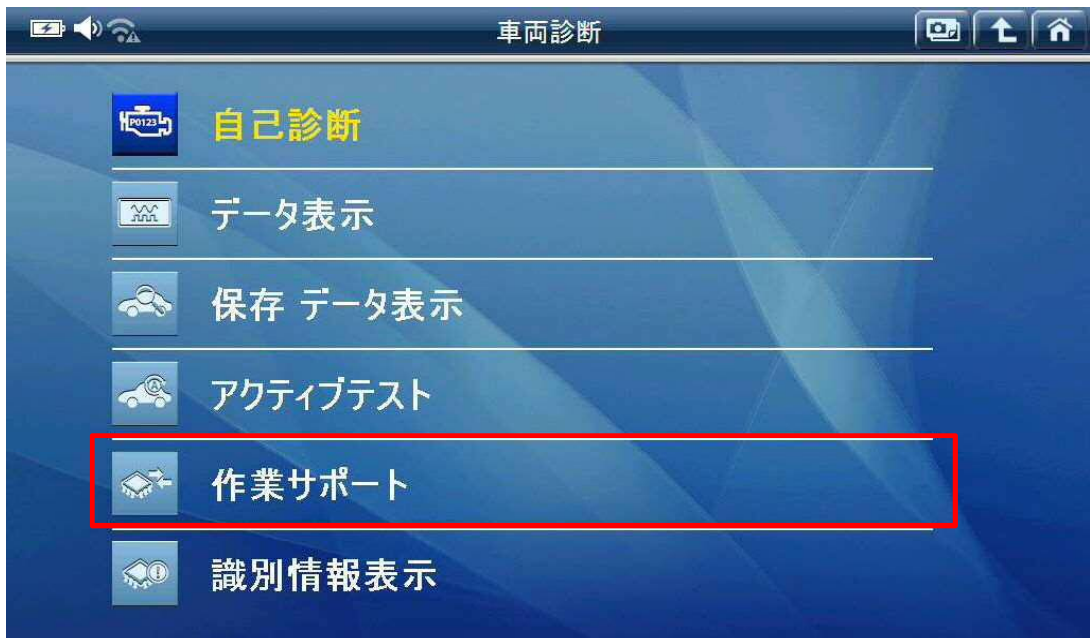 車両診断
P0123
自己診断
データ表示
保存 データ表示
アクティブテスト
作業サポート
識別情報表示